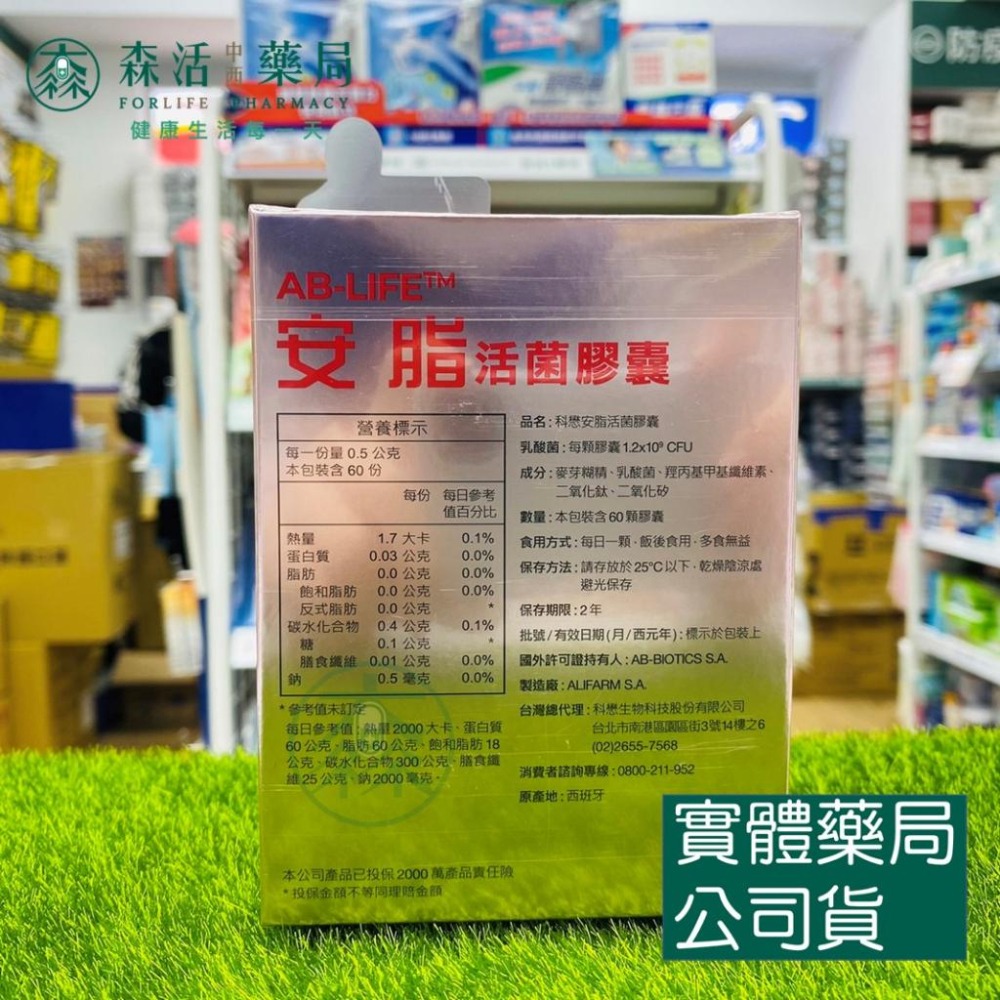 森活中西藥局
FORLIFE PHARMACY
健康生活每一天
防疫
AB-LIFE™
安脂活菌膠囊
營養標示
每一份量 0.5 公克
本包裝含 60 份
每份 每日參考
值百分比
熱量 1.7 大卡 0.1%
蛋白質 0.03 公克 0.0%
脂肪 0.0 公克 0.0%
飽和脂肪 0.0 公克 0.0%
反式脂肪 0.0 公克 *
碳水化合物 0.4 公克 0.1%
糖 0.1 公克 *
膳食纖維 0.01 公克 0.0%
鈉 0.5 毫克 0.0%
* 參考值未訂定
每日參考值:熱量2000 大卡、蛋白質
60 公克、脂肪 60 公克、飽和脂肪 18
公克、碳水化合物 300 公克、膳食纖
維 25 公克、鈉 2000 毫克。
本公司產品已投保 2000 萬產品責任險
* 投保金額不等同理賠金額
品名:科懋安脂活菌膠囊
乳酸菌:每顆膠囊 1.2x10⁹ CFU
成分:麥芽糊精、乳酸菌、羥丙基甲基纖維素、
二氧化鈦、二氧化矽
數量:本包裝含 60 顆膠囊
食用方式:每日一顆,飯後食用,多食無益
保存方法:請存放於 25°C 以下,乾燥陰涼處
避光保存
保存期限:2 年
批號/有效日期(月/西元年):標示於包裝上
國外許可證持有人:AB-BIOTICS S.A.
製造廠:ALIFARM S.A.
台灣總代理:科懋生物科技股份有限公司
台北市南港區園區街3號14樓之6
(02)2655-7568
消費者諮詢專線:0800-211-952
原產地:西班牙
實體藥局
公司貨